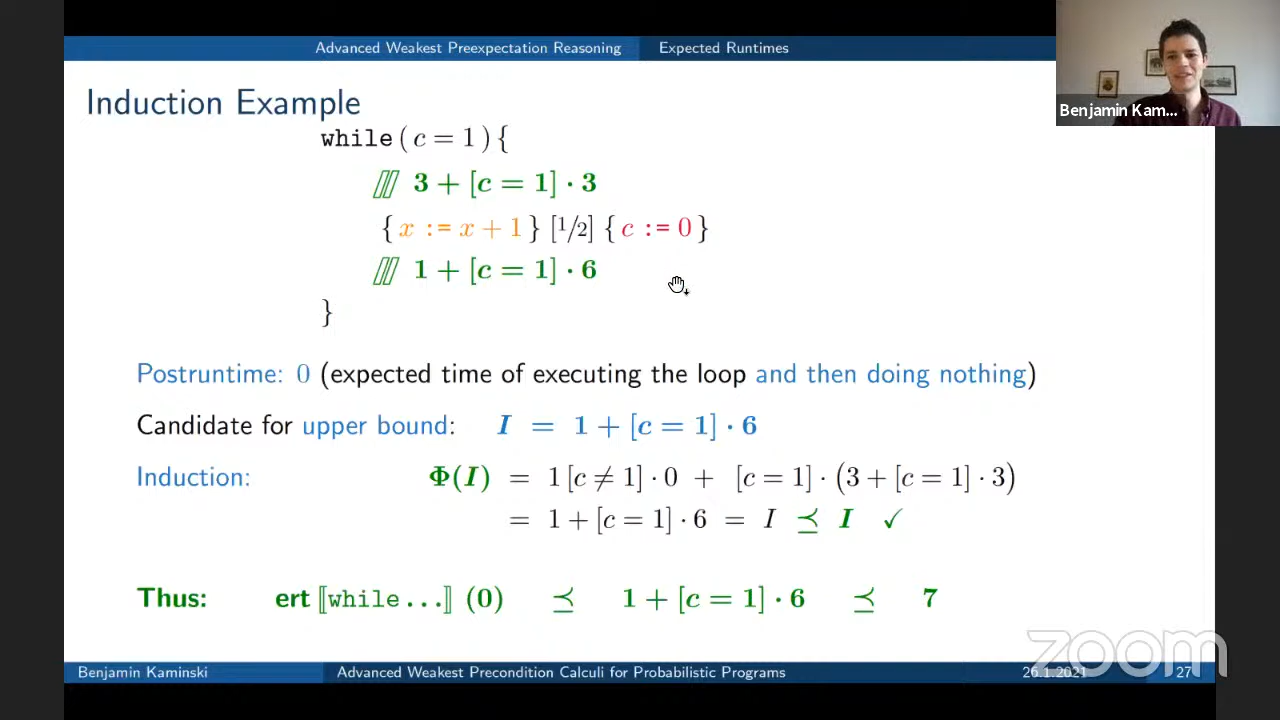 Advanced Weakest Preexpectation Reasoning Expected Runtimes
Benjamin Kam...
Induction Example
while ( c = 1 ) {
/// 3 + [c = 1] · 3
{ x := x + 1 } [1/2] { c := 0 }
/// 1 + [c = 1] · 6
}
Postruntime: 0 (expected time of executing the loop and then doing nothing)
Candidate for upper bound: I = 1 + [c = 1] · 6
Induction: Φ(I) = 1 [c ≠ 1] · 0 + [c = 1] · (3 + [c = 1] · 3)
= 1 + [c = 1] · 6 = I ⪯ I ✓
Thus: ert ⟦while ...⟧ (0) ⪯ 1 + [c = 1] · 6 ⪯ 7
zoom
Benjamin Kaminski Advanced Weakest Precondition Calculi for Probabilistic Programs 26.1.2021 27